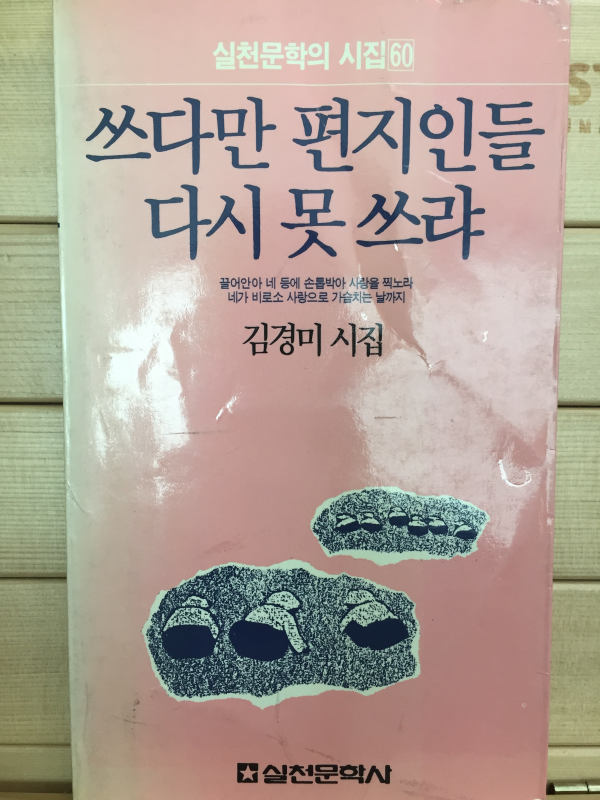 실천문학의 시집 60
쓰다만 편지인들
다시 못 쓰랴
끌어안아 네 등에 손톱박아 사랑을 찍노라
네가 비로소 사랑으로 가슴치는 날까지
김경미 시집
실천문학사